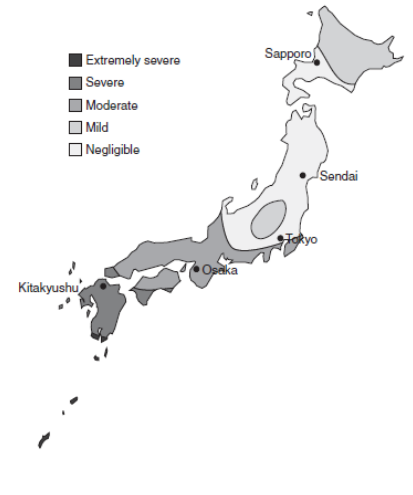 Sapporo
Extremely severe
Severe
Moderate
Mild
Negligible
Sendai
Tokyo
Osaka
Kitakyushu